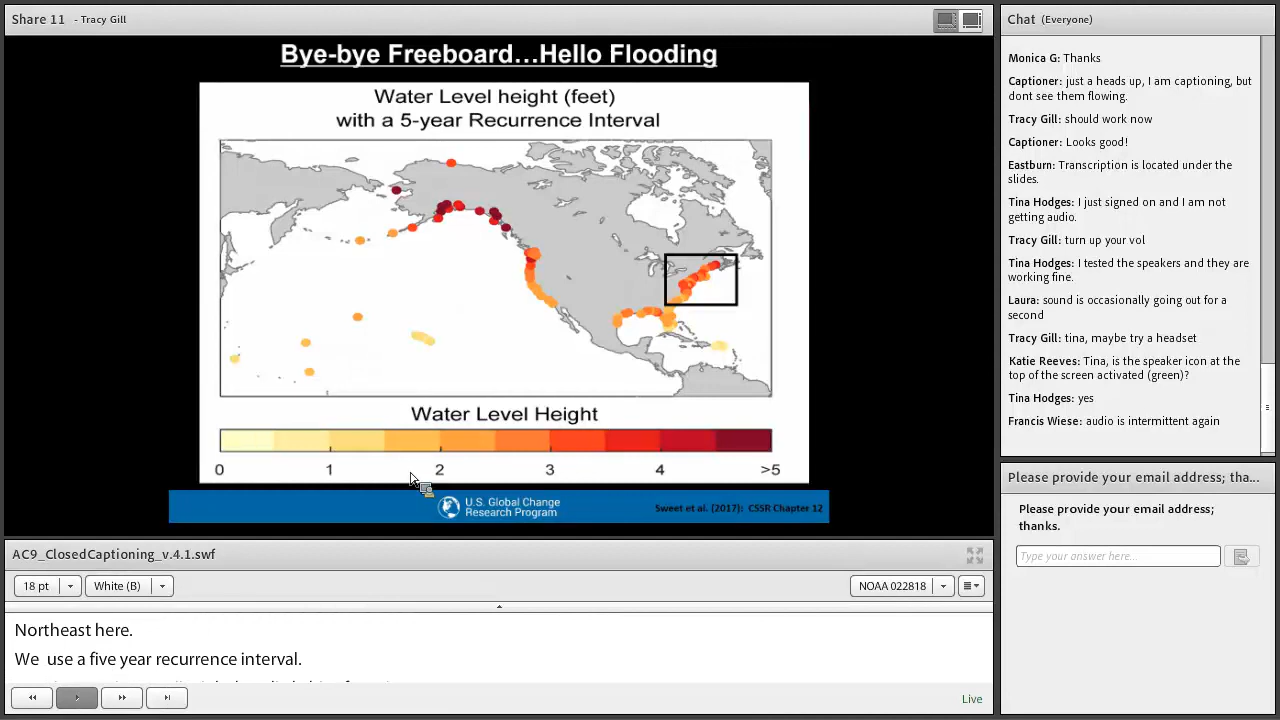 Share 11 - Tracy Gill
Bye-bye Freeboard...Hello Flooding
Water Level height (feet)
with a 5-year Recurrence Interval
Water Level Height
0 1 2 3 4 >5
U.S. Global Change
Research Program
Sweet et al. (2017): CSSR Chapter 12
AC9_ClosedCaptioning_v.4.1.swf
18 pt
White (B)
NOAA 022818
Northeast here.
We use a five year recurrence interval.
Live
Chat (Everyone)
Monica G: Thanks
Captioner: just a heads up, I am captioning, but
dont see them flowing.
Tracy Gill: should work now
Captioner: Looks good!
Eastburn: Transcription is located under the
slides.
Tina Hodges: I just signed on and I am not
getting audio.
Tracy Gill: turn up your vol
Tina Hodges: I tested the speakers and they are
working fine.
Laura: sound is occasionally going out for a
second
Tracy Gill: tina, maybe try a headset
Katie Reeves: Tina, is the speaker icon at the
top of the screen activated (green)?
Tina Hodges: yes
Francis Wiese: audio is intermittent again
Please provide your email address; tha...
Please provide your email address;
thanks.
Type your answer here...